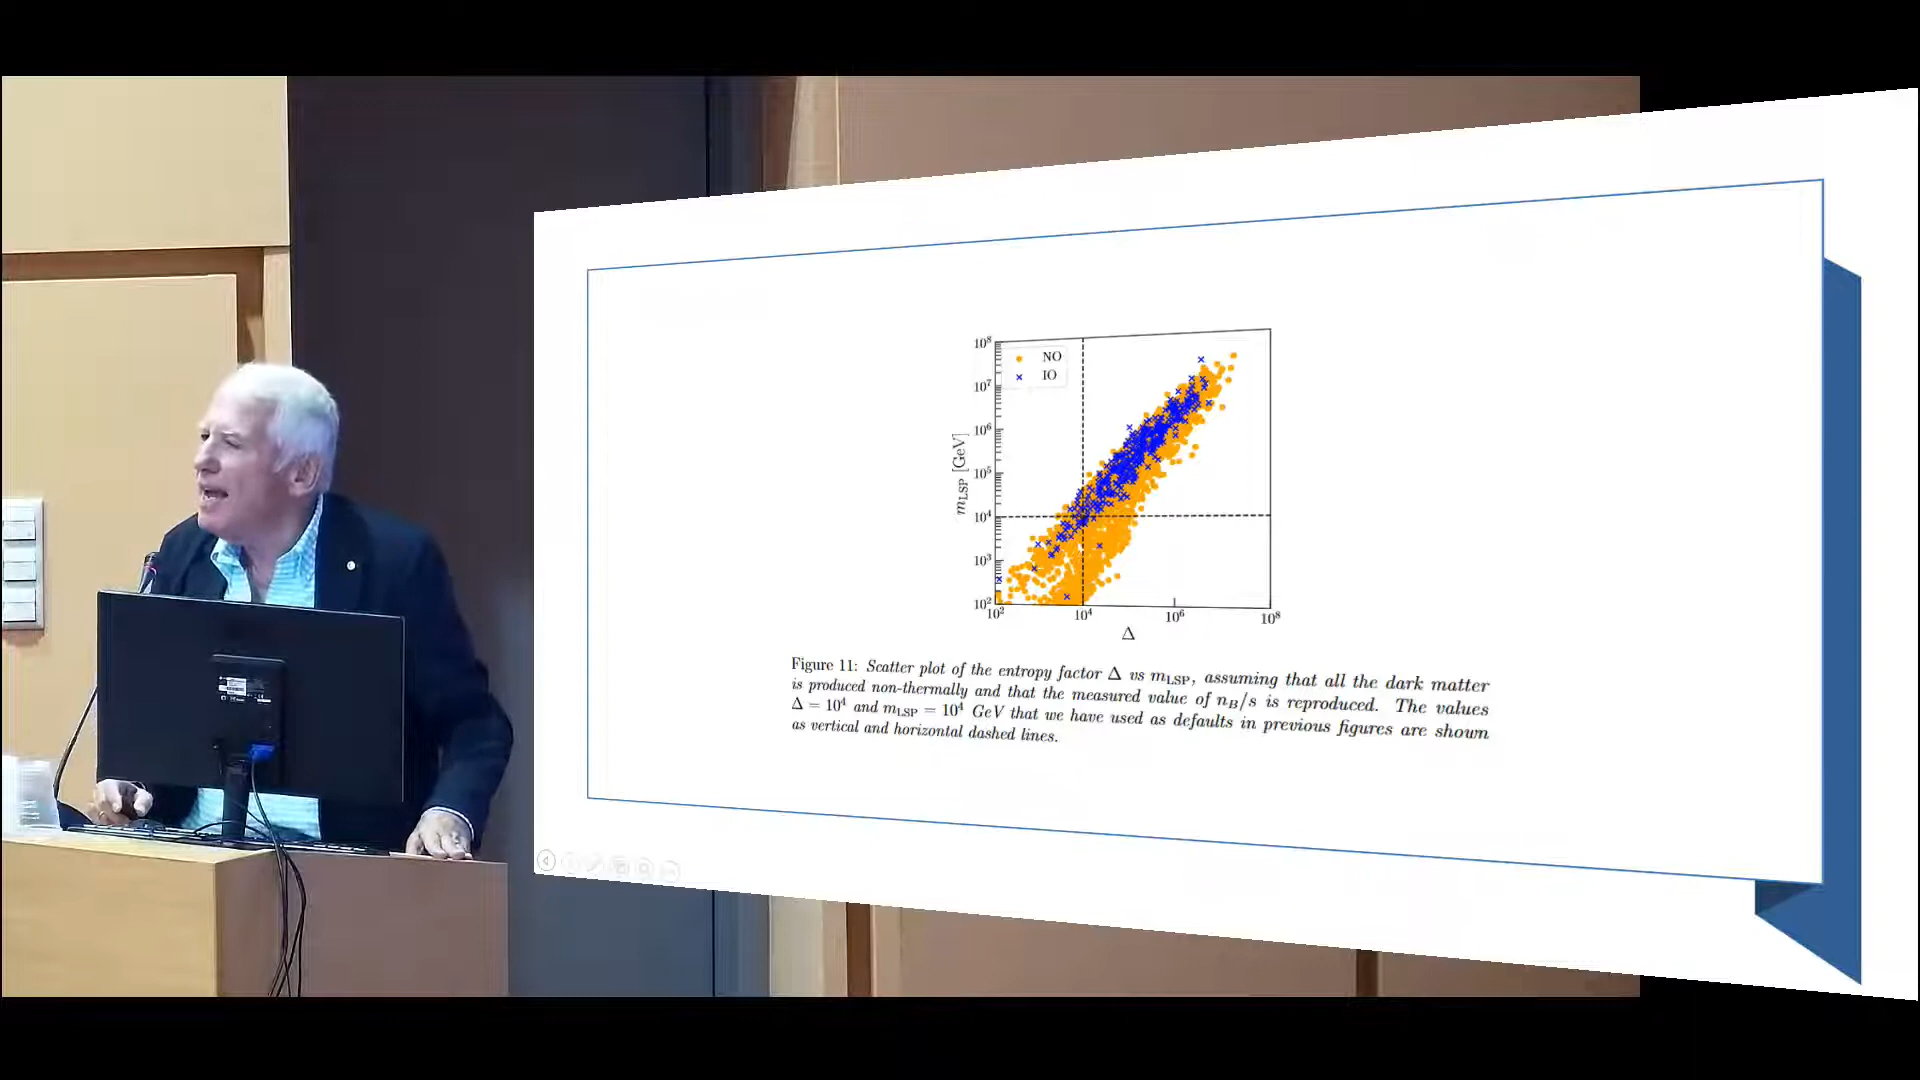 10⁸
NO
IO
10⁷
10⁶
10⁵
10⁴
10³
10²
m_LSP [GeV]
10² 10⁴ 10⁶ 10⁸
Δ
Figure 11: Scatter plot of the entropy factor Δ vs m_LSP, assuming that all the dark matter
is produced non-thermally and that the measured value of n_B/s is reproduced. The values
Δ = 10⁴ and m_LSP = 10⁴ GeV that we have used as defaults in previous figures are shown
as vertical and horizontal dashed lines.